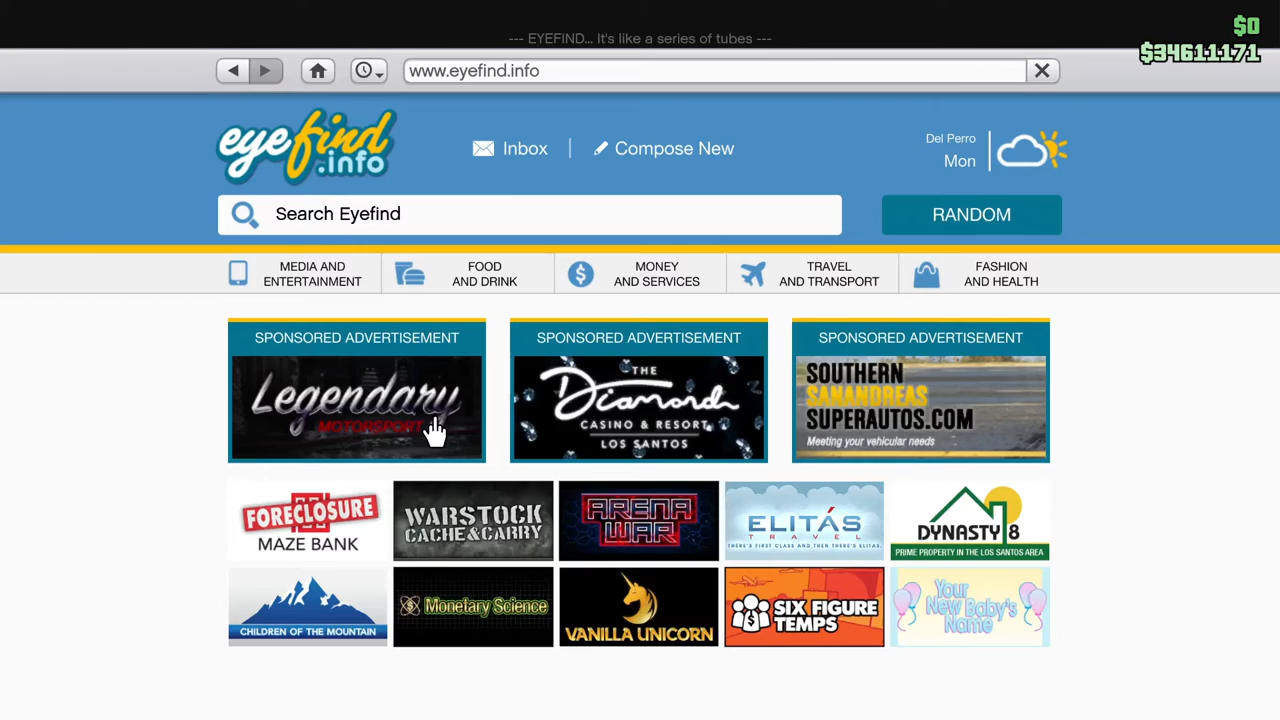 $0
--- EYEFIND... It's like a series of tubes ---
$34611171
www.eyefind.info
eyefind
.info
Inbox
Compose New
Del Perro
Mon
Search Eyefind
RANDOM
MEDIA AND
ENTERTAINMENT
FOOD
AND DRINK
MONEY
AND SERVICES
TRAVEL
AND TRANSPORT
FASHION
AND HEALTH
SPONSORED ADVERTISEMENT
Legendary
MOTORSPORT
SPONSORED ADVERTISEMENT
THE
Diamond
CASINO & RESORT
LOS SANTOS
SPONSORED ADVERTISEMENT
SOUTHERN
SANANDREAS
SUPERAUTOS.COM
Meeting your vehicular needs
FORECLOSURE
MAZE BANK
WARSTOCK
CACHE & CARRY
ARENA
WAR
ELITÁS
TRAVEL
THERE'S FIRST CLASS AND THEN THERE'S ELITAS.
DYNASTY 8
PRIME PROPERTY IN THE LOS SANTOS AREA
CHILDREN OF THE MOUNTAIN
Monetary Science
VANILLA UNICORN
SIX FIGURE
TEMPS
Your
New Baby's
Name